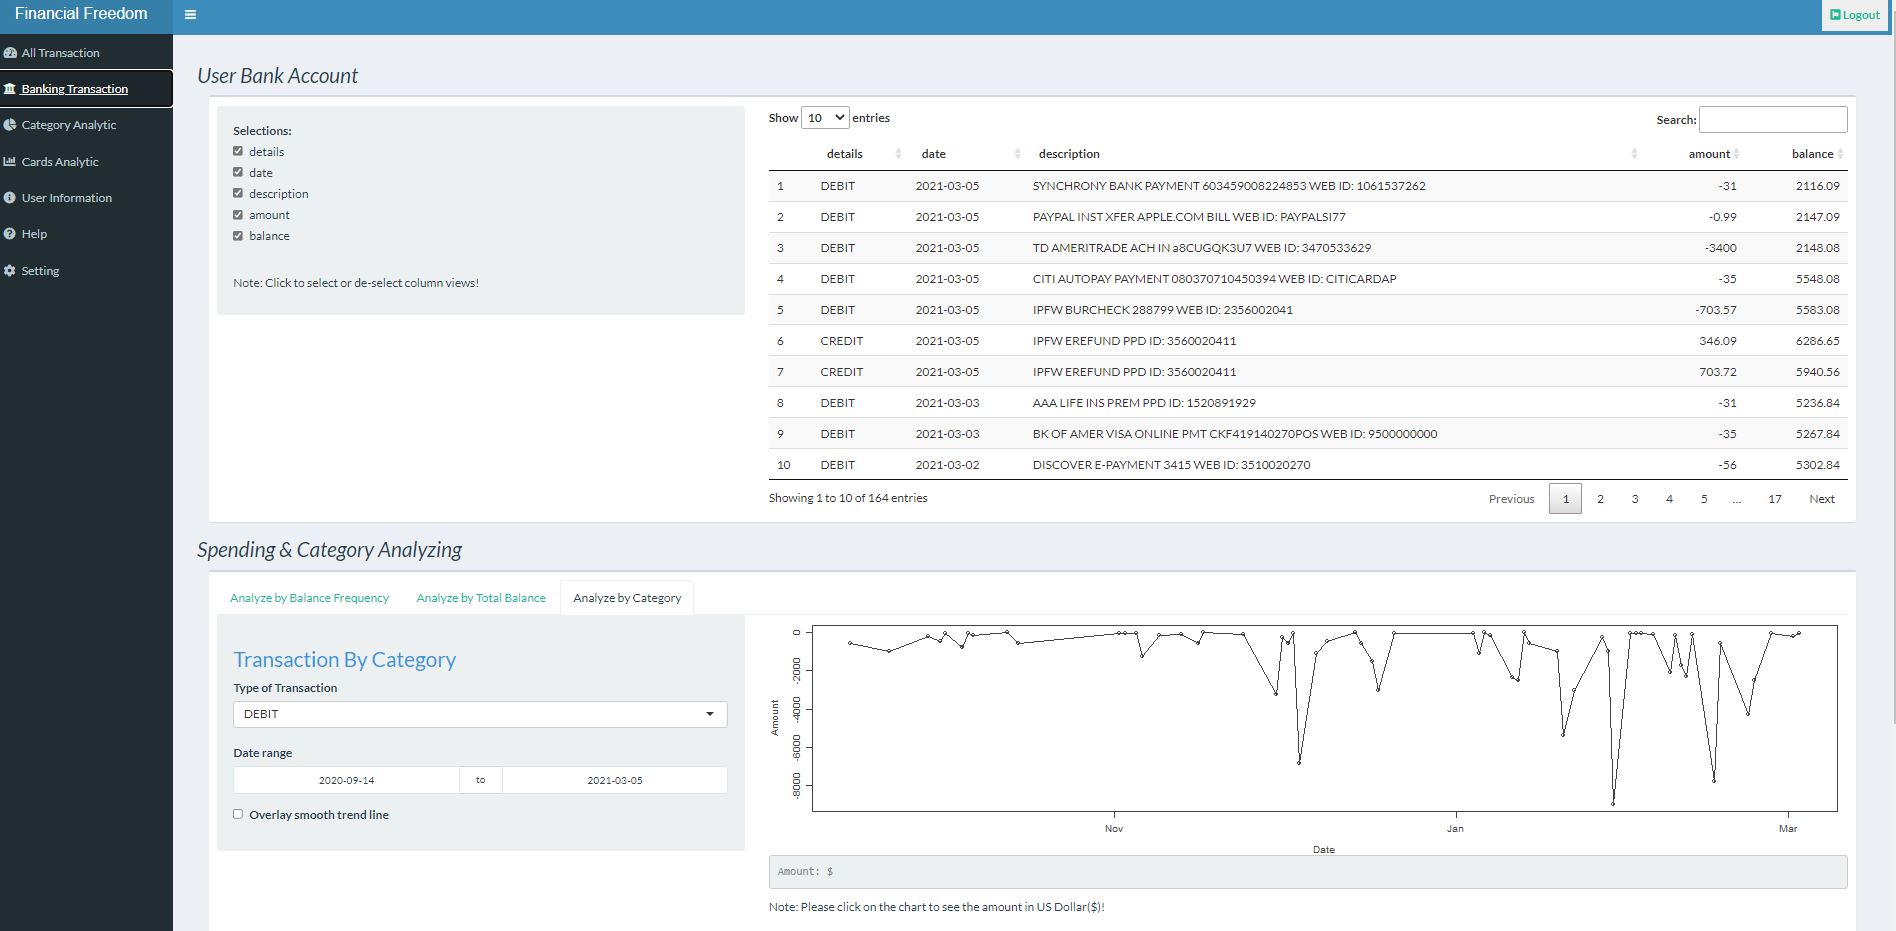 Financial Freedom
Logout
All Transaction
Banking Transaction
Category Analytic
Cards Analytic
User Information
Help
Setting
User Bank Account
Selections:
details
date
description
amount
balance
Note: Click to select or de-select column views!
Show 10 entries
Search:
details date description amount balance
1 DEBIT 2021-03-05 SYNCHRONY BANK PAYMENT 603459008224853 WEB ID: 1061537262 -31 2116.09
2 DEBIT 2021-03-05 PAYPAL INST XFER APPLE.COM BILL WEB ID: PAYPALSI77 -0.99 2147.09
3 DEBIT 2021-03-05 TD AMERITRADE ACH IN a8CUGQK3U7 WEB ID: 3470533629 -3400 2148.08
4 DEBIT 2021-03-05 CITI AUTOPAY PAYMENT 080370710450394 WEB ID: CITICARDAP -35 5548.08
5 DEBIT 2021-03-05 IPFW BURCHECK 288799 WEB ID: 2356002041 -703.57 5583.08
6 CREDIT 2021-03-05 IPFW EREFUND PPD ID: 3560020411 346.09 6286.65
7 CREDIT 2021-03-05 IPFW EREFUND PPD ID: 3560020411 703.72 5940.56
8 DEBIT 2021-03-03 AAA LIFE INS PREM PPD ID: 1520891929 -31 5236.84
9 DEBIT 2021-03-03 BK OF AMER VISA ONLINE PMT CKF419140270POS WEB ID: 9500000000 -35 5267.84
10 DEBIT 2021-03-02 DISCOVER E-PAYMENT 3415 WEB ID: 3510020270 -56 5302.84
Showing 1 to 10 of 164 entries
Previous 1 2 3 4 5 ... 17 Next
Spending & Category Analyzing
Analyze by Balance Frequency
Analyze by Total Balance
Analyze by Category
Transaction By Category
Type of Transaction
DEBIT
Date range
2020-09-14 to 2021-03-05
Overlay smooth trend line
Amount
0
-2000
-4000
-6000
-8000
Nov Jan Mar
Date
Amount: $
Note: Please click on the chart to see the amount in US Dollar($)!